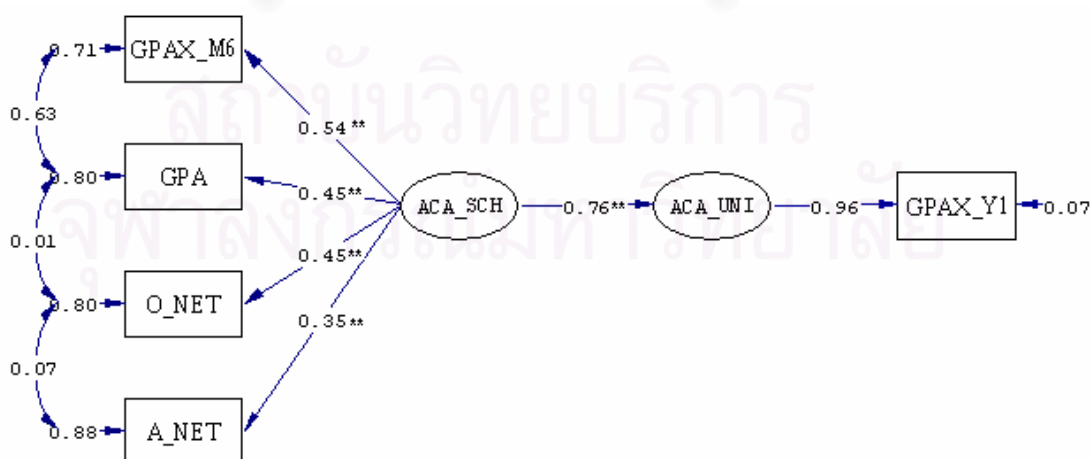 0.71 GPAX_M6
0.63
0.54**
0.80 GPA
0.45**
ACA_SCH 0.76** ACA_UNI 0.96 GPAX_Y1 0.07
0.01
0.45**
0.80 O_NET
0.35**
0.07
0.88 A_NET
สถาบันวิทยบริการ
จุฬาลงกรณ์มหาวิทยาลัย